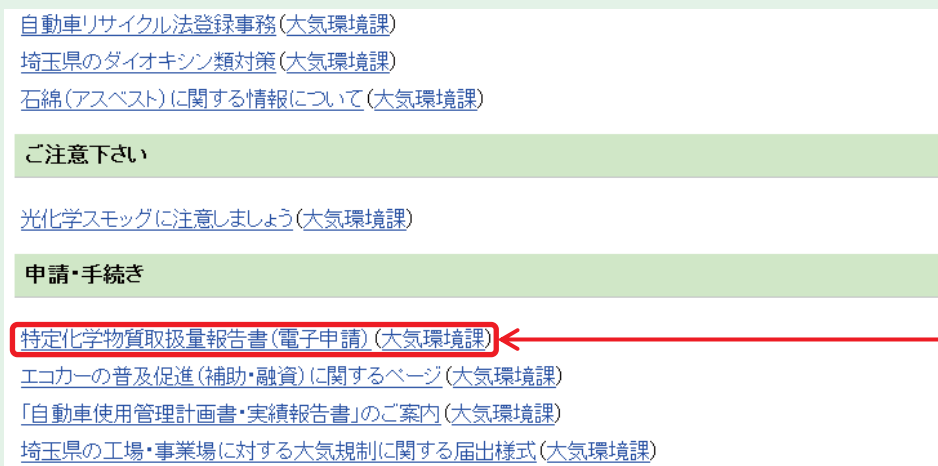 自動車リサイクル法登録事務(大気環境課)
埼玉県のダイオキシン類対策(大気環境課)
石綿(アスベスト)に関する情報について(大気環境課)
ご注意下さい
光化学スモッグに注意しましょう(大気環境課)
申請・手続き
特定化学物質取扱量報告書(電子申請)(大気環境課)
エコカーの普及促進(補助・融資)に関するページ(大気環境課)
「自動車使用管理計画書・実績報告書」のご案内(大気環境課)
埼玉県の工場・事業場に対する大気規制に関する届出様式(大気環境課)